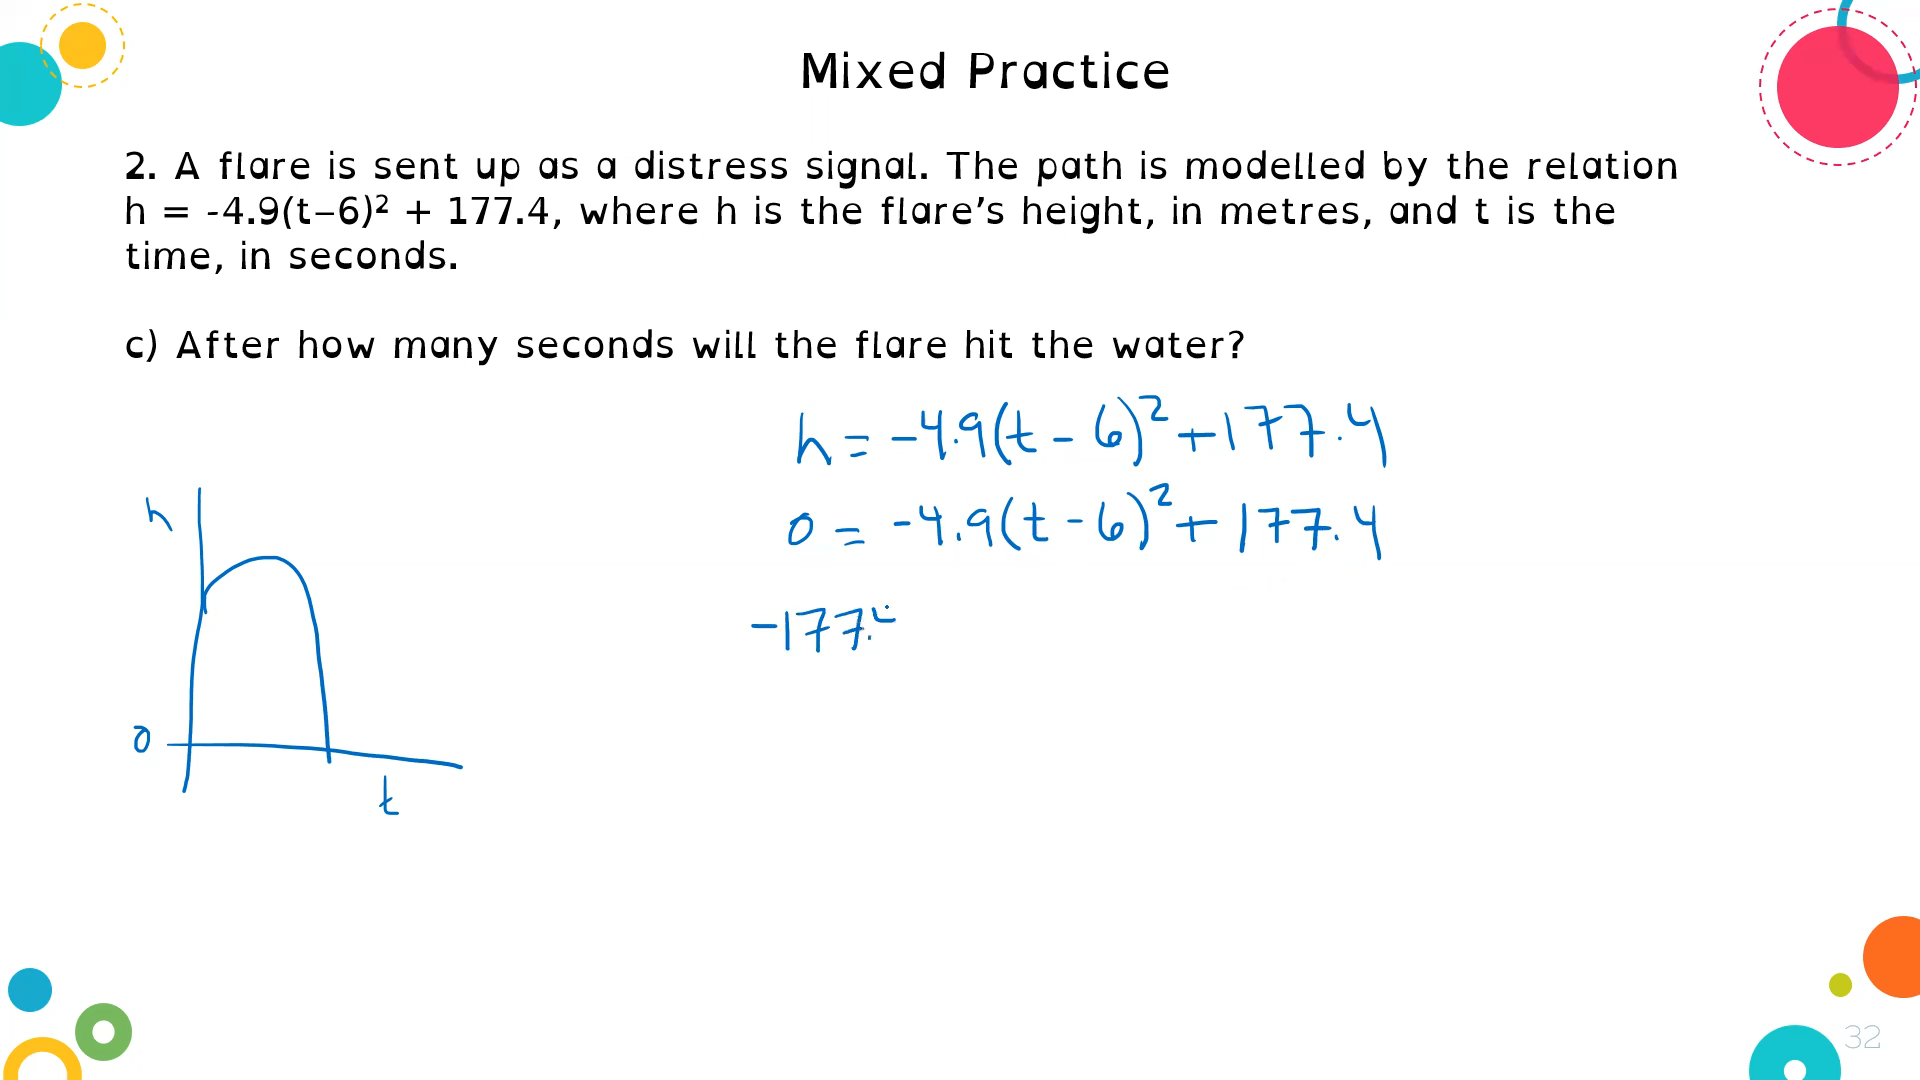 Mixed Practice
2. A flare is sent up as a distress signal. The path is modelled by the relation
h = -4.9(t–6)² + 177.4, where h is the flare’s height, in metres, and t is the
time, in seconds.
c) After how many seconds will the flare hit the water?
h = -4.9(t - 6)² + 177.4
0 = -4.9(t - 6)² + 177.4
-177.
h
0
t
32